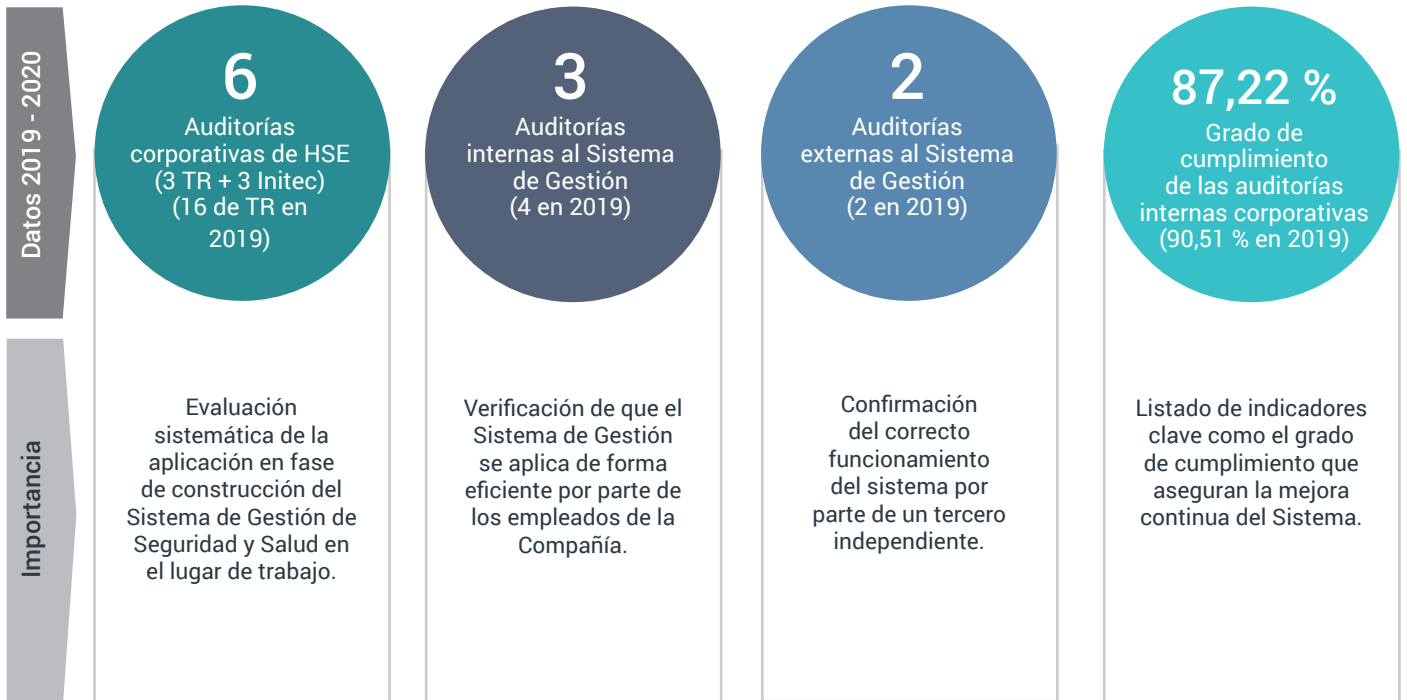 Datos 2019 - 2020
6
Auditorías
corporativas de HSE
(3 TR + 3 Initec)
(16 de TR en
2019)
3
Auditorías
internas al Sistema
de Gestión
(4 en 2019)
2
Auditorías
externas al Sistema
de Gestión
(2 en 2019)
87,22 %
Grado de
cumplimiento
de las auditorías
internas corporativas
(90,51 % en 2019)
Importancia
Evaluación
sistemática de la
aplicación en fase
de construcción del
Sistema de Gestión de
Seguridad y Salud en
el lugar de trabajo.
Verificación de que el
Sistema de Gestión
se aplica de forma
eficiente por parte de
los empleados de la
Compañía.
Confirmación
del correcto
funcionamiento
del sistema por
parte de un tercero
independiente.
Listado de indicadores
clave como el grado
de cumplimiento que
aseguran la mejora
continua del Sistema.